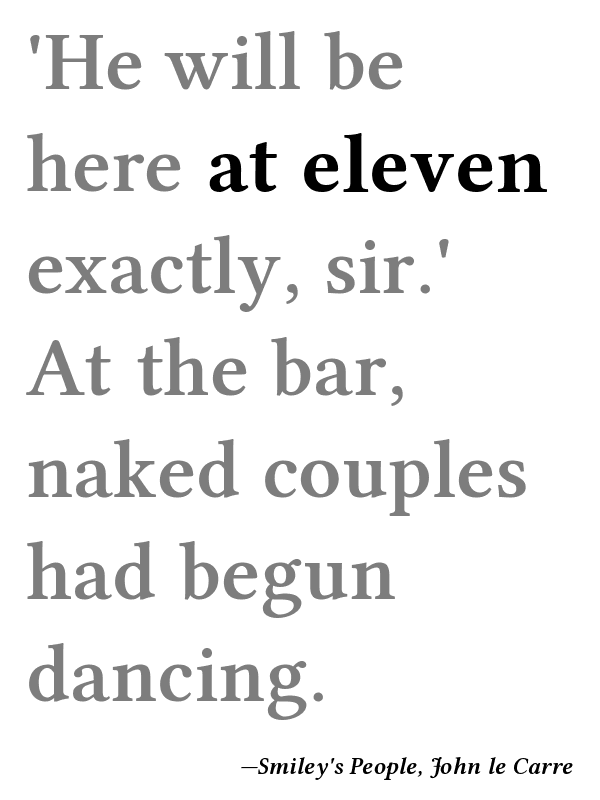 'He will be
here at eleven
exactly, sir.'
At the bar,
naked couples
had begun
dancing.
—Smiley's People, John le Carre